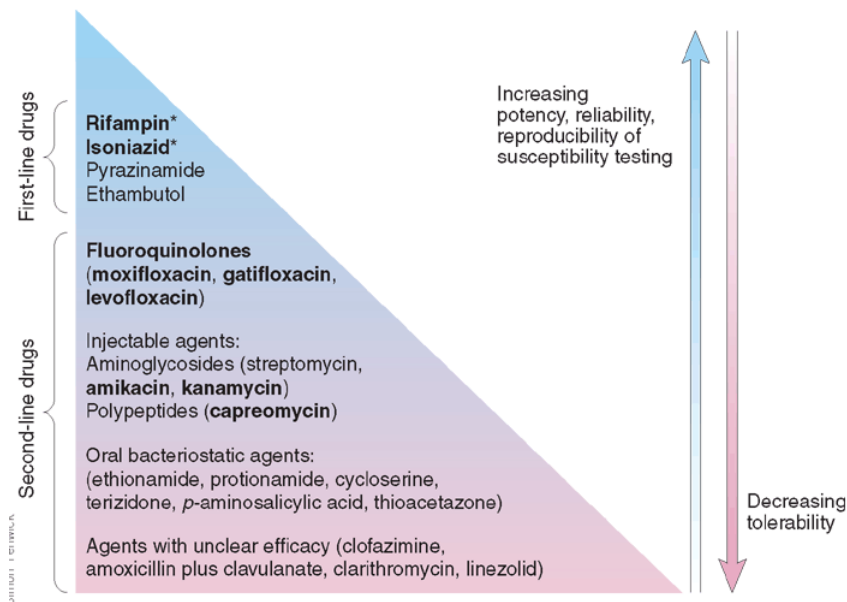 First-line drugs
Rifampin*
Isoniazid*
Pyrazinamide
Ethambutol
Second-line drugs
Fluoroquinolones
(moxifloxacin, gatifloxacin,
levofloxacin)
Injectable agents:
Aminoglycosides (streptomycin,
amikacin, kanamycin)
Polypeptides (capreomycin)
Oral bacteriostatic agents:
(ethionamide, protionamide, cycloserine,
terizidone, p-aminosalicylic acid, thioacetazone)
Agents with unclear efficacy (clofazimine,
amoxicillin plus clavulanate, clarithromycin, linezolid)
Increasing
potency, reliability,
reproducibility of
susceptibility testing
Decreasing
tolerability